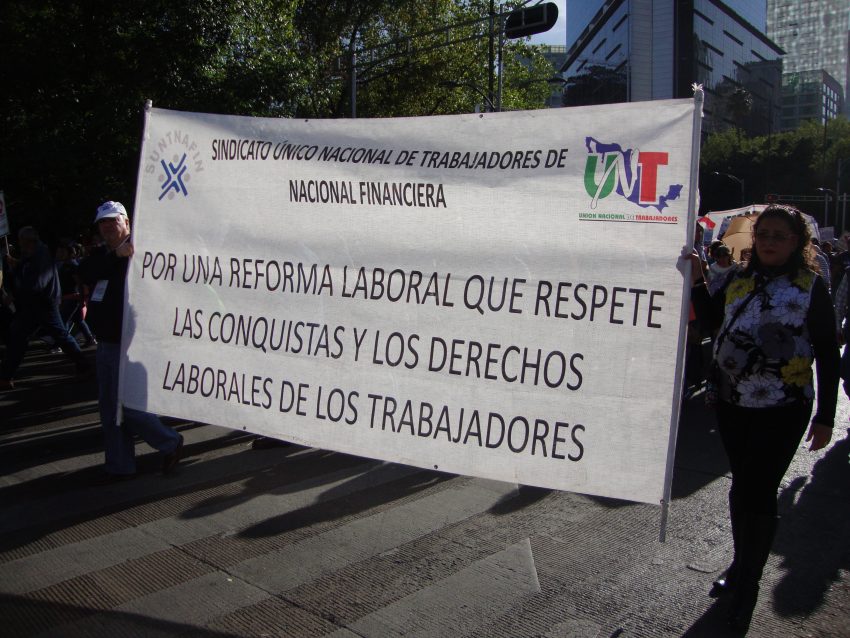 SUNTNAFIN
SINDICATO ÚNICO NACIONAL DE TRABAJADORES DE
NACIONAL FINANCIERA
UNT
UNIÓN NACIONAL DE TRABAJADORES
POR UNA REFORMA LABORAL QUE RESPETE
LAS CONQUISTAS Y LOS DERECHOS
LABORALES DE LOS TRABAJADORES